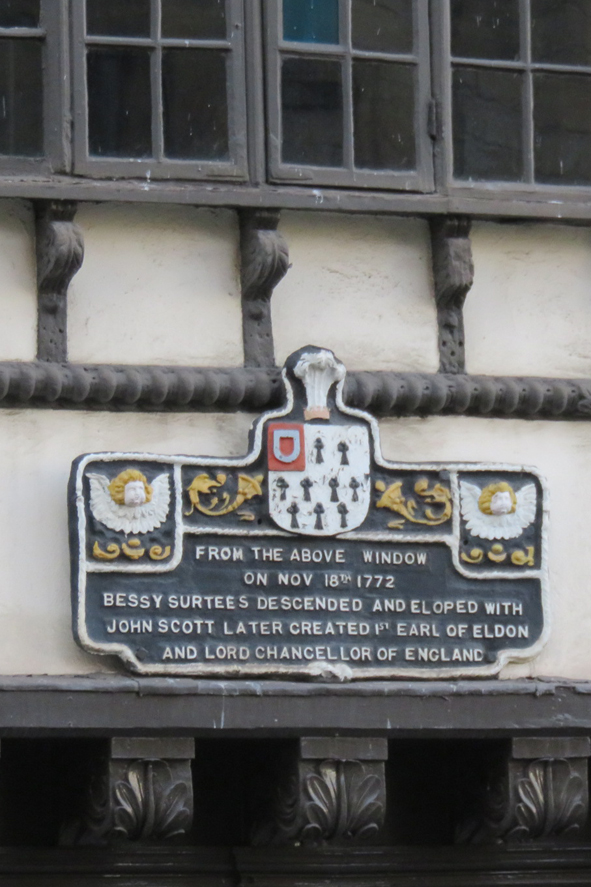 FROM THE ABOVE WINDOW
ON NOV 18TH 1772
BESSY SURTEES DESCENDED AND ELOPED WITH
JOHN SCOTT LATER CREATED 1ST EARL OF ELDON
AND LORD CHANCELLOR OF ENGLAND